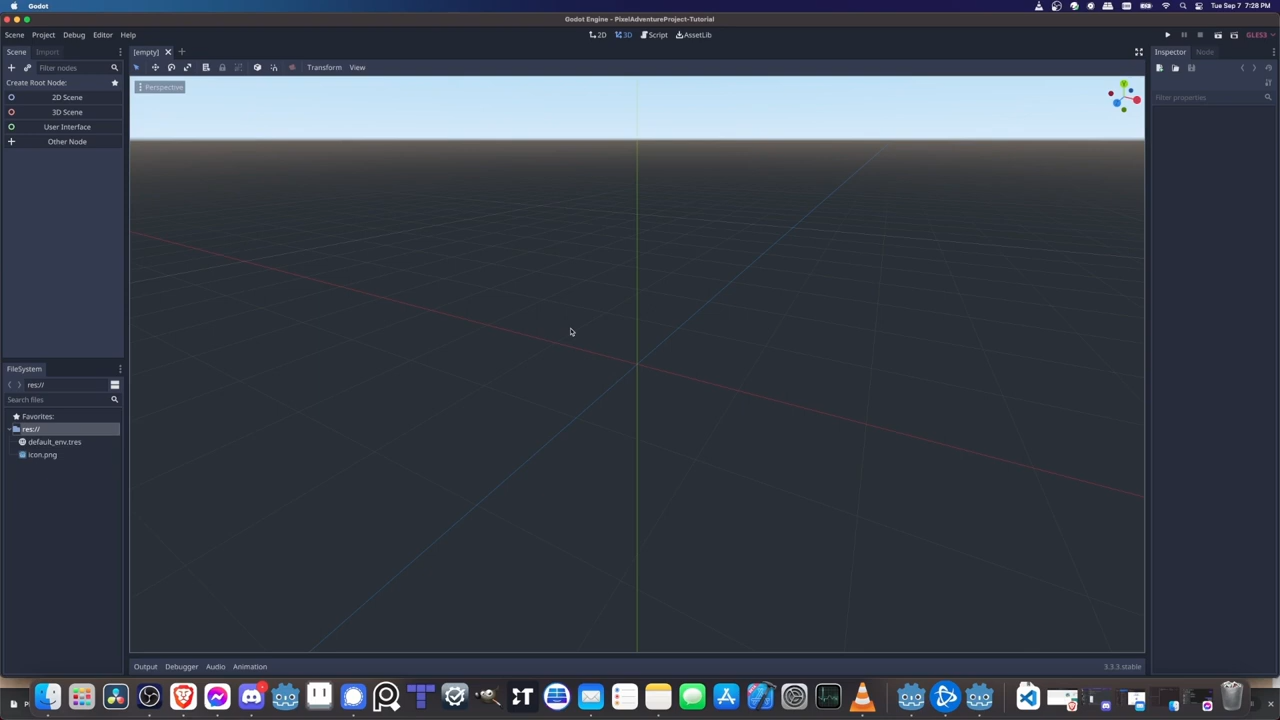 Godot
Tue Sep 7 7:28 PM
Godot Engine - PixelAdventureProject-Tutorial
Scene Project Debug Editor Help
2D 3D Script AssetLib
GLES3
Scene Import
[empty]
Inspector Node
Filter nodes
Transform View
Create Root Node:
Perspective
Y
Z
Filter properties
2D Scene
3D Scene
User Interface
Other Node
FileSystem
res://
Search files
Favorites:
res://
default_env.tres
icon.png
Output Debugger Audio Animation
3.3.3.stable